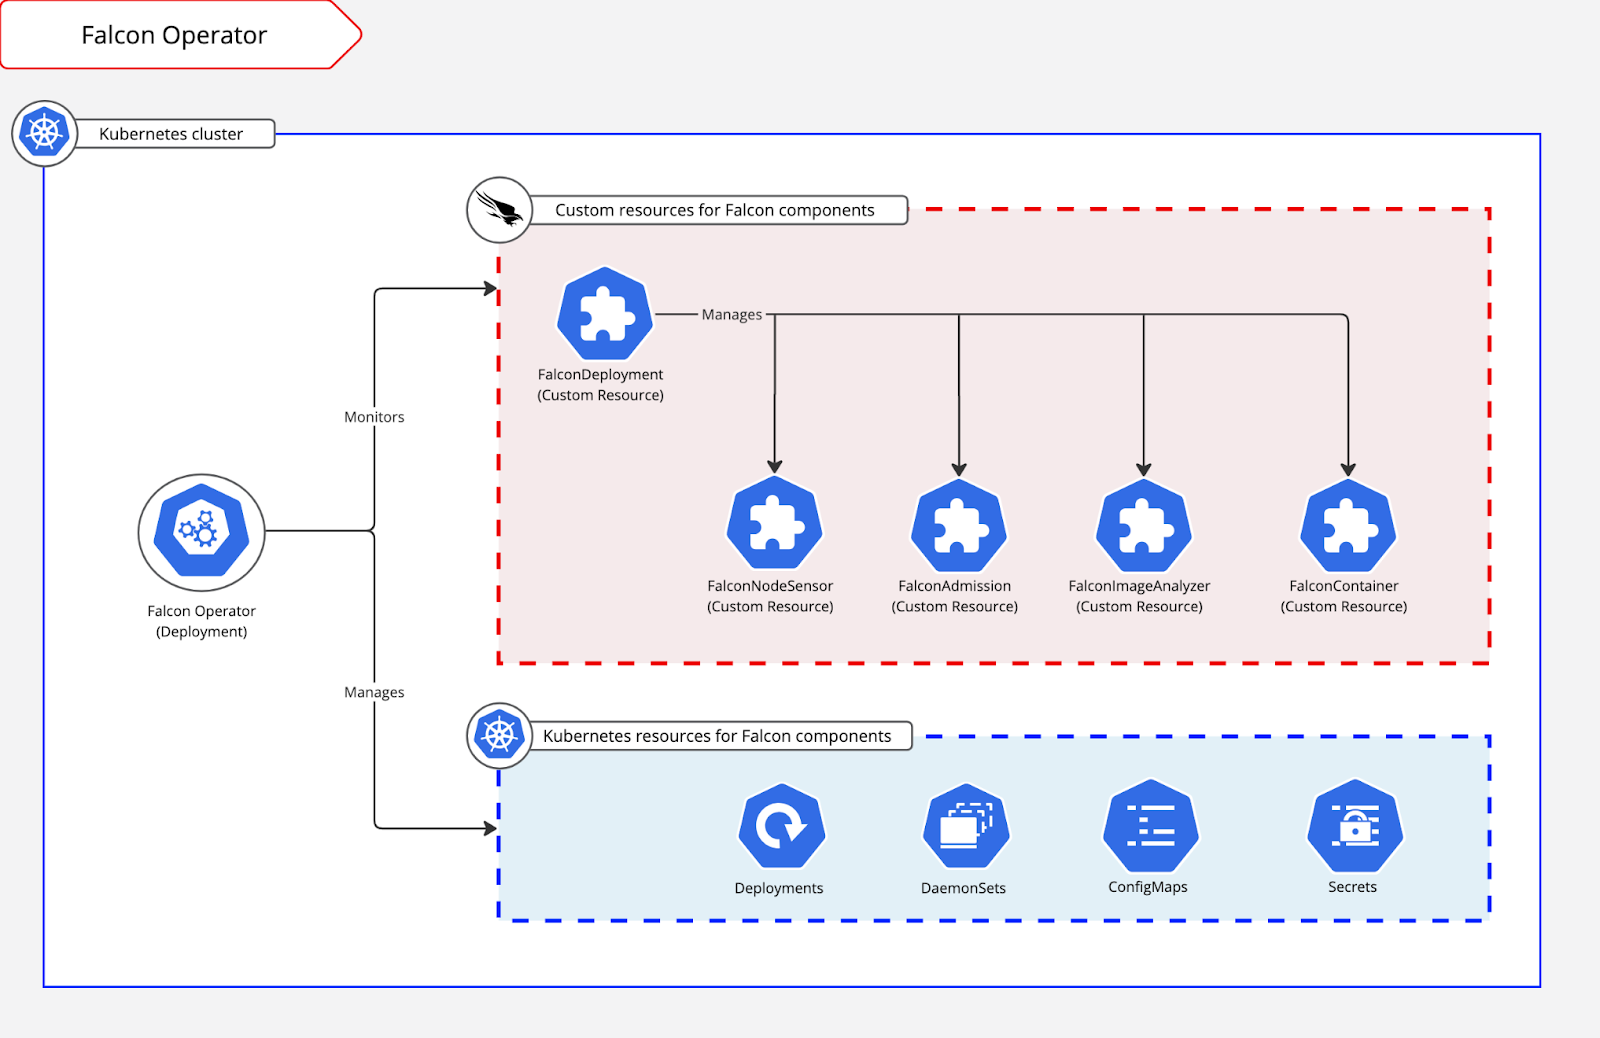 Falcon Operator
Kubernetes cluster
Custom resources for Falcon components
Manages
FalconDeployment
(Custom Resource)
Monitors
FalconNodeSensor
(Custom Resource)
FalconAdmission
(Custom Resource)
FalconImageAnalyzer
(Custom Resource)
FalconContainer
(Custom Resource)
Falcon Operator
(Deployment)
Manages
Kubernetes resources for Falcon components
Deployments
DaemonSets
ConfigMaps
Secrets